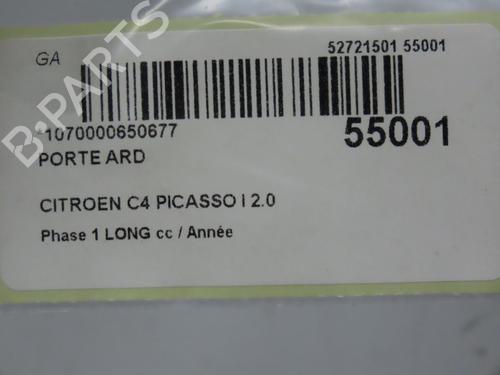 GA
52721501 55001
*1070000650677
55001
PORTE ARD
CITROEN C4 PICASSO I 2.0
Phase 1 LONG cc / Année
B-PARTS